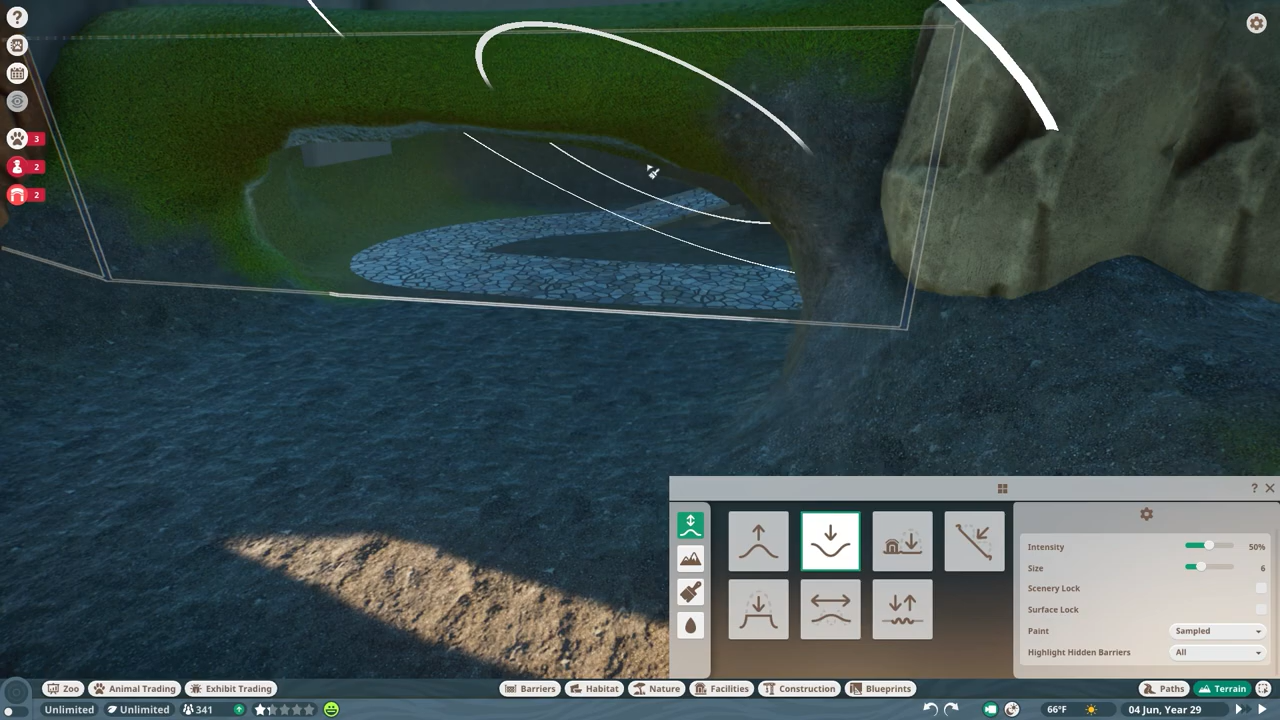 ?
3
2
2
?
Intensity 50%
Size 6
Scenery Lock
Surface Lock
Paint Sampled
Highlight Hidden Barriers All
Zoo Animal Trading Exhibit Trading Barriers Habitat Nature Facilities Construction Blueprints Paths Terrain
Unlimited Unlimited 341 66°F 04 Jun, Year 29